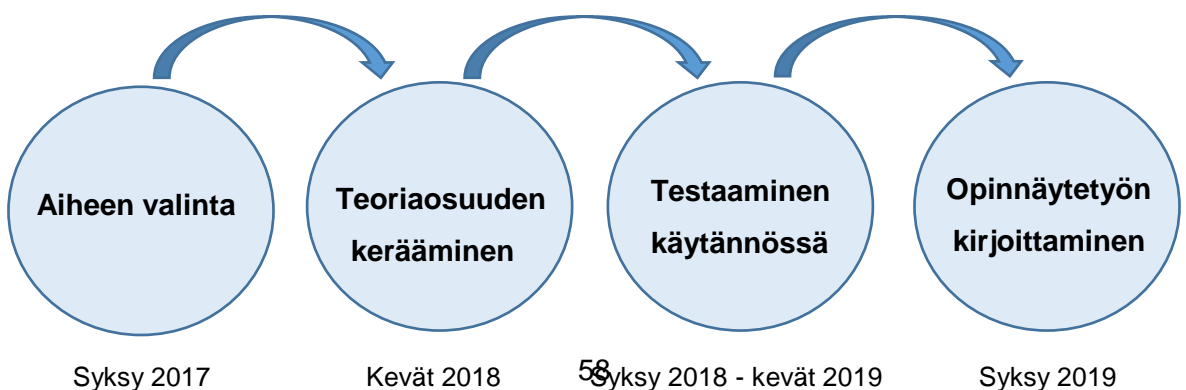 Aiheen valinta
Teoriaosuuden
kerääminen
Testaaminen
käytännössä
Opinnäytetyön
kirjoittaminen
Syksy 2017
Kevät 2018
58
Syksy 2018 - kevät 2019
Syksy 2019